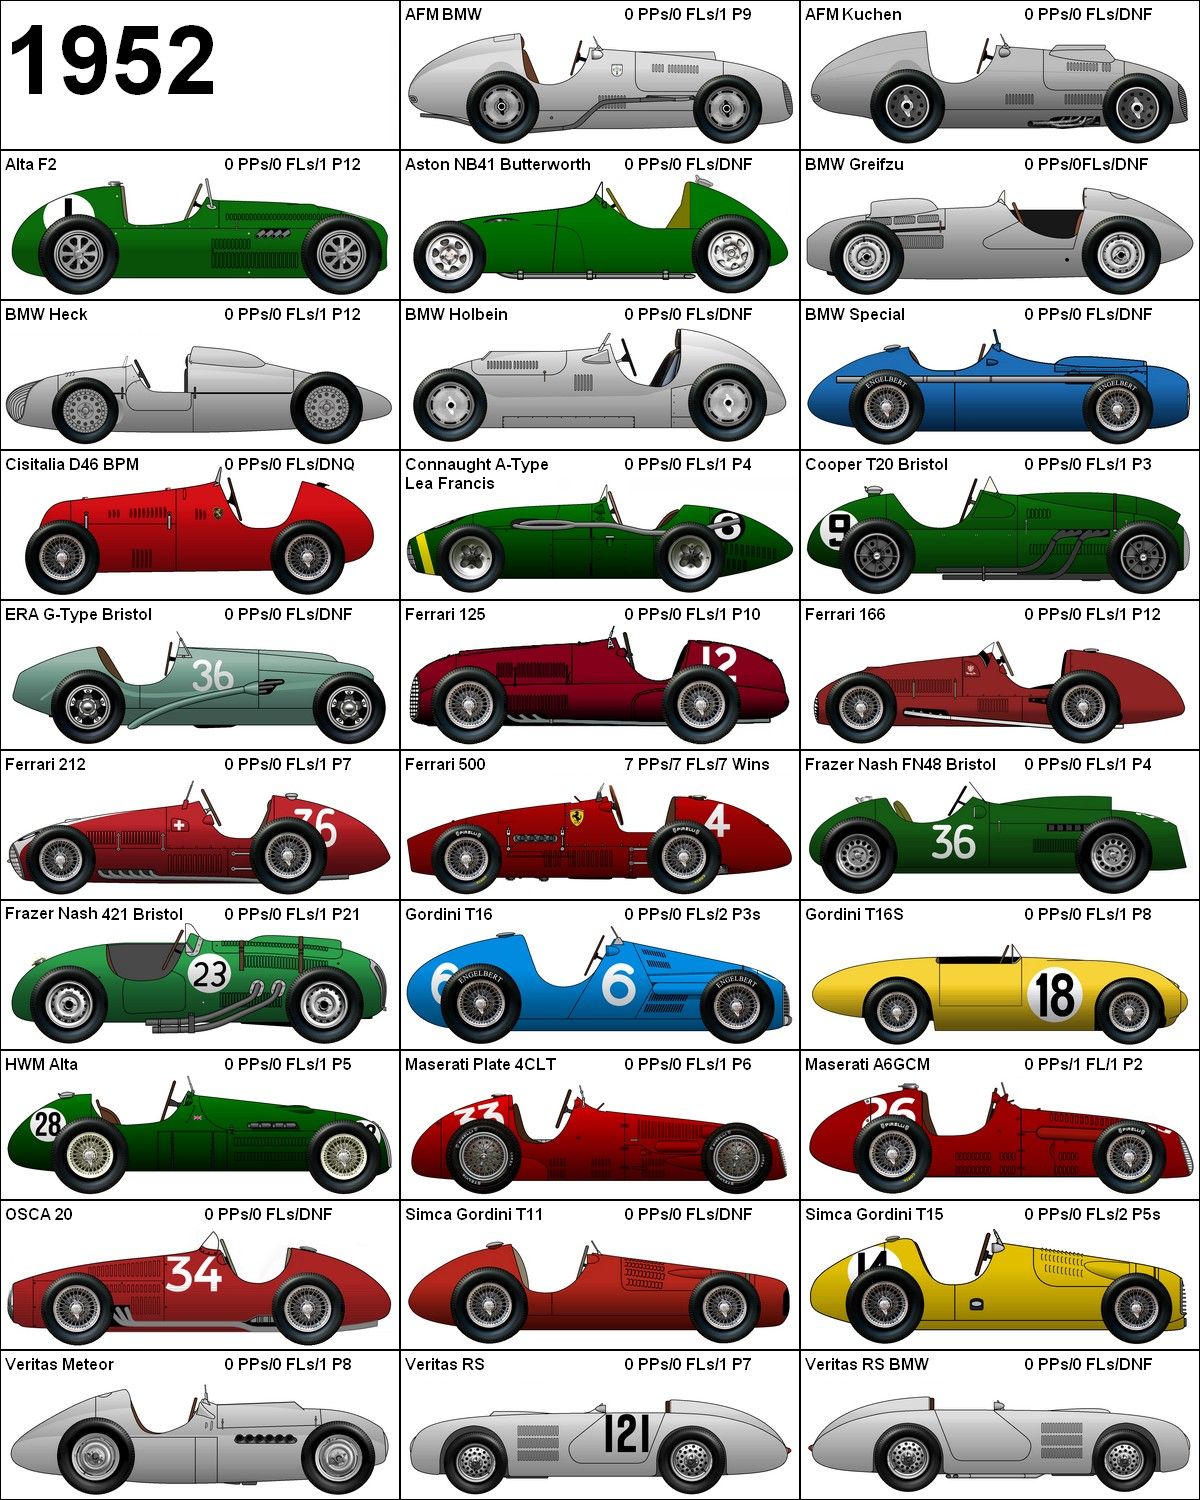 1952
AFM BMW 0 PPs/0 FLs/1 P9
AFM Kuchen 0 PPs/0 FLs/DNF
Alta F2 0 PPs/0 FLs/1 P12
1
Aston NB41 Butterworth 0 PPs/0 FLs/DNF
BMW Greifzu 0 PPs/0FLs/DNF
BMW Heck 0 PPs/0 FLs/1 P12
BMW Holbein 0 PPs/0 FLs/DNF
BMW Special 0 PPs/0 FLs/DNF
ENGELBERT ENGELBERT
Cisitalia D46 BPM 0 PPs/0 FLs/DNQ
Connaught A-Type 0 PPs/0 FLs/1 P4
Lea Francis
8
Cooper T20 Bristol 0 PPs/0 FLs/1 P3
9
ERA G-Type Bristol 0 PPs/0 FLs/DNF
36
Ferrari 125 0 PPs/0 FLs/1 P10
12
Ferrari 166 0 PPs/0 FLs/1 P12
Ferrari 212 0 PPs/0 FLs/1 P7
36
Ferrari 500 7 PPs/7 FLs/7 Wins
4
PIRELLI PIRELLI
Frazer Nash FN48 Bristol 0 PPs/0 FLs/1 P4
36
Frazer Nash 421 Bristol 0 PPs/0 FLs/1 P21
23
Gordini T16 0 PPs/0 FLs/2 P3s
6 6
ENGELBERT ENGELBERT
Gordini T16S 0 PPs/0 FLs/1 P8
18
HWM Alta 0 PPs/0 FLs/1 P5
28
Maserati Plate 4CLT 0 PPs/0 FLs/1 P6
33
Maserati A6GCM 0 PPs/1 FL/1 P2
26
PIRELLI PIRELLI
OSCA 20 0 PPs/0 FLs/DNF
34
Simca Gordini T11 0 PPs/0 FLs/DNF
Simca Gordini T15 0 PPs/0 FLs/2 P5s
14
Veritas Meteor 0 PPs/0 FLs/1 P8
Veritas RS 0 PPs/0 FLs/1 P7
121
Veritas RS BMW 0 PPs/0 FLs/DNF